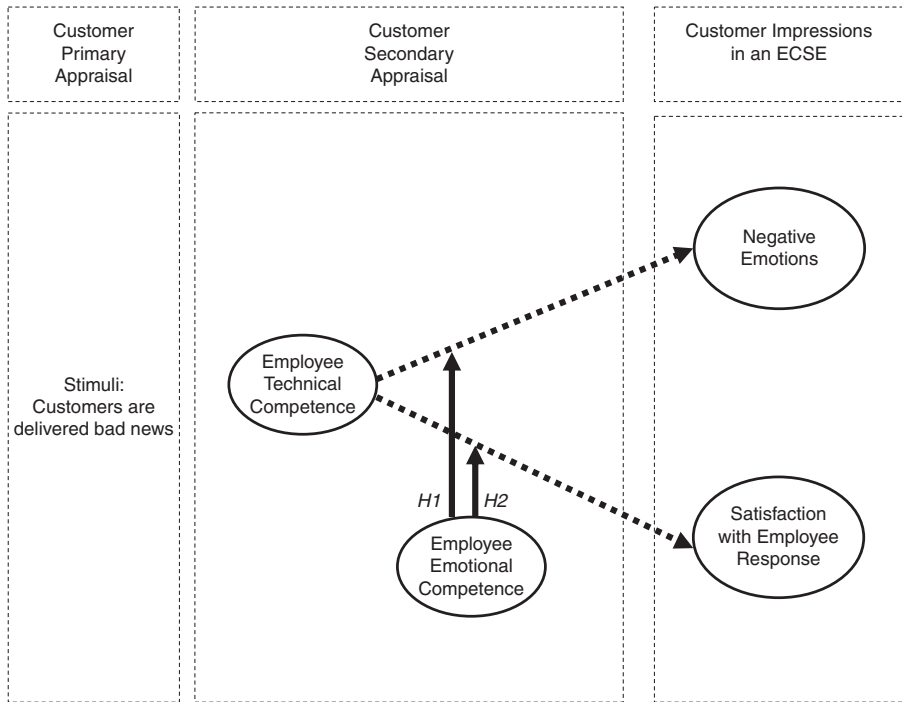 Customer
Primary
Appraisal
Customer
Secondary
Appraisal
Customer Impressions
in an ECSE
Negative
Emotions
Employee
Technical
Competence
Stimuli:
Customers are
delivered bad news
H1
H2
Satisfaction
with Employee
Response
Employee
Emotional
Competence